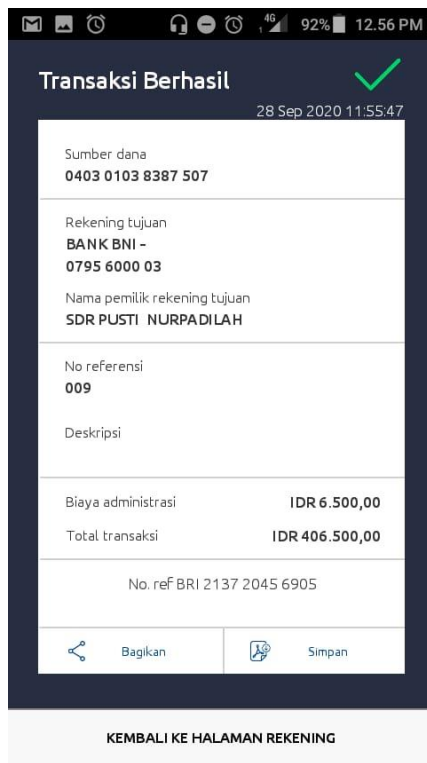 4G 92% 12.56 PM
Transaksi Berhasil
28 Sep 2020 11:55:47
Sumber dana
0403 0103 8387 507
Rekening tujuan
BANK BNI -
0795 6000 03
Nama pemilik rekening tujuan
SDR PUSTI NURPADILAH
No referensi
009
Deskripsi
Biaya administrasi IDR 6.500,00
Total transaksi IDR 406.500,00
No. ref BRI 2137 2045 6905
Bagikan Simpan
KEMBALI KE HALAMAN REKENING